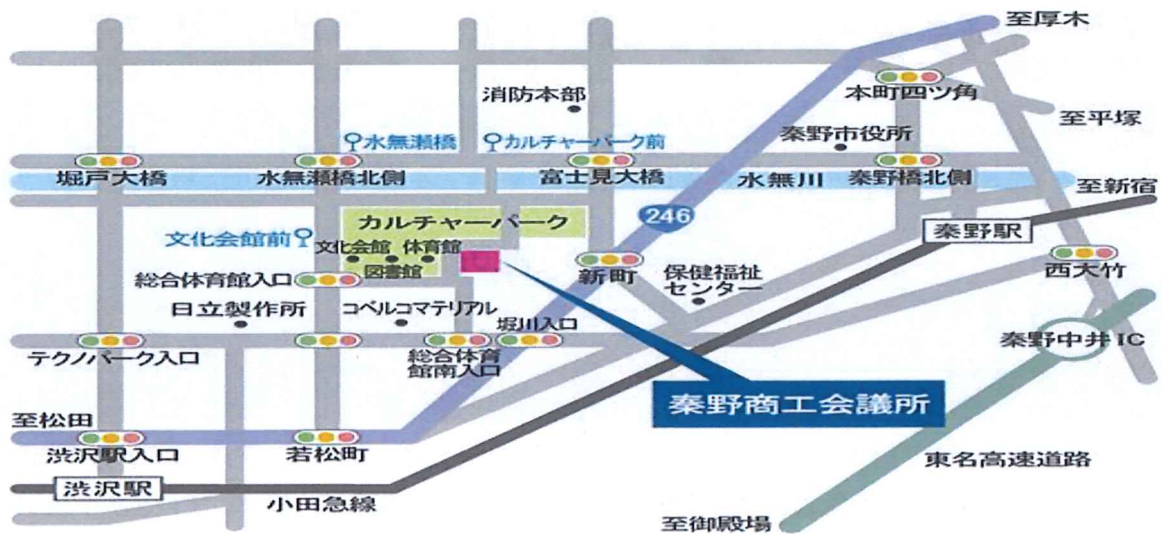 至厚木
消防本部
本町四ツ角
至平塚
水無瀬橋
カルチャーパーク前
秦野市役所
堀戸大橋
水無瀬橋北側
富士見大橋
水無川
秦野橋北側
至新宿
カルチャーパーク
246
秦野駅
文化会館前
文化会館
体育館
図書館
総合体育館入口
新町
保健福祉
センター
西大竹
日立製作所
コベルコマテリアル
堀川入口
テクノパーク入口
総合体育
館南入口
秦野中井IC
秦野商工会議所
至松田
渋沢駅入口
若松町
東名高速道路
渋沢駅
小田急線
至御殿場